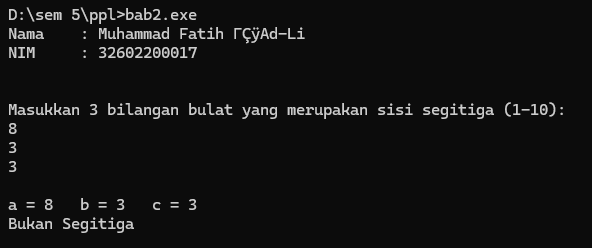 D:\sem 5\ppl>bab2.exe
Nama    : Muhammad Fatih ΓÇÿAd-Li
NIM     : 32602200017
Masukkan 3 bilangan bulat yang merupakan sisi segitiga (1-10):
8
3
3
a = 8   b = 3   c = 3
Bukan Segitiga